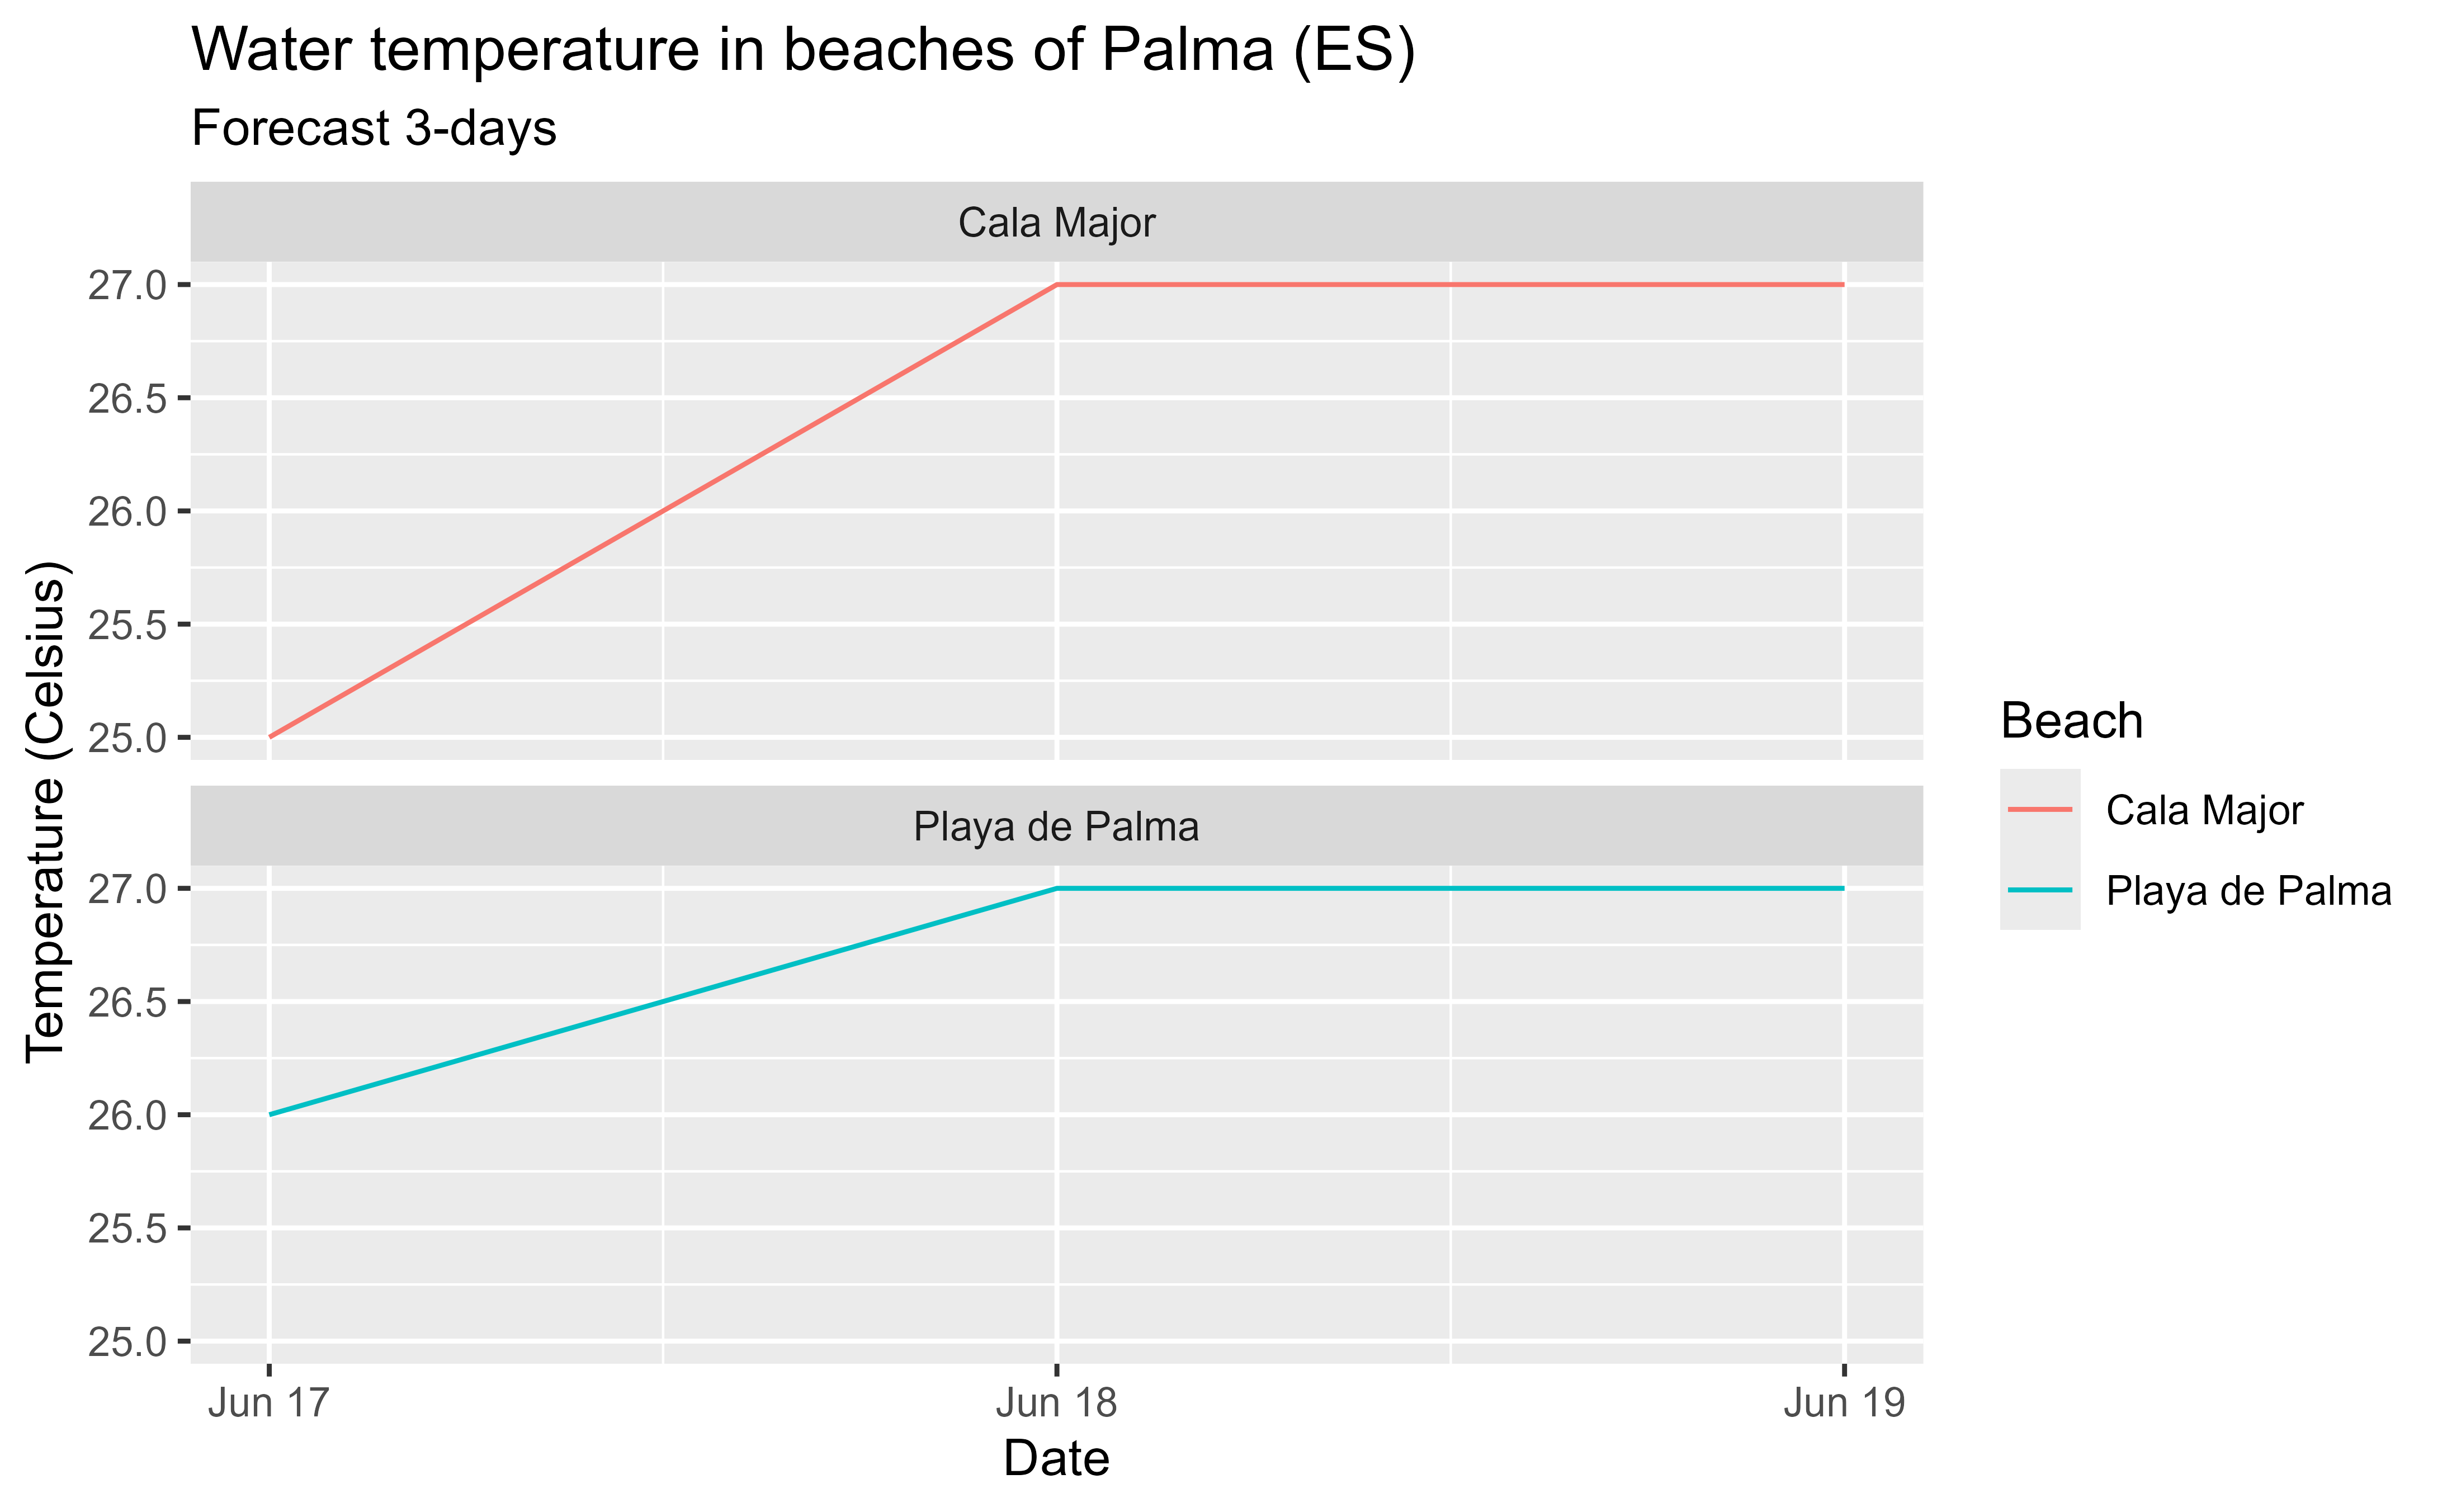 Water temperature in beaches of Palma (ES)
Forecast 3-days
Cala Major
27.0
26.5
26.0
25.5
25.0
Playa de Palma
27.0
26.5
26.0
25.5
25.0
Temperature (Celsius)
Jun 17
Jun 18
Jun 19
Date
Beach
Cala Major
Playa de Palma